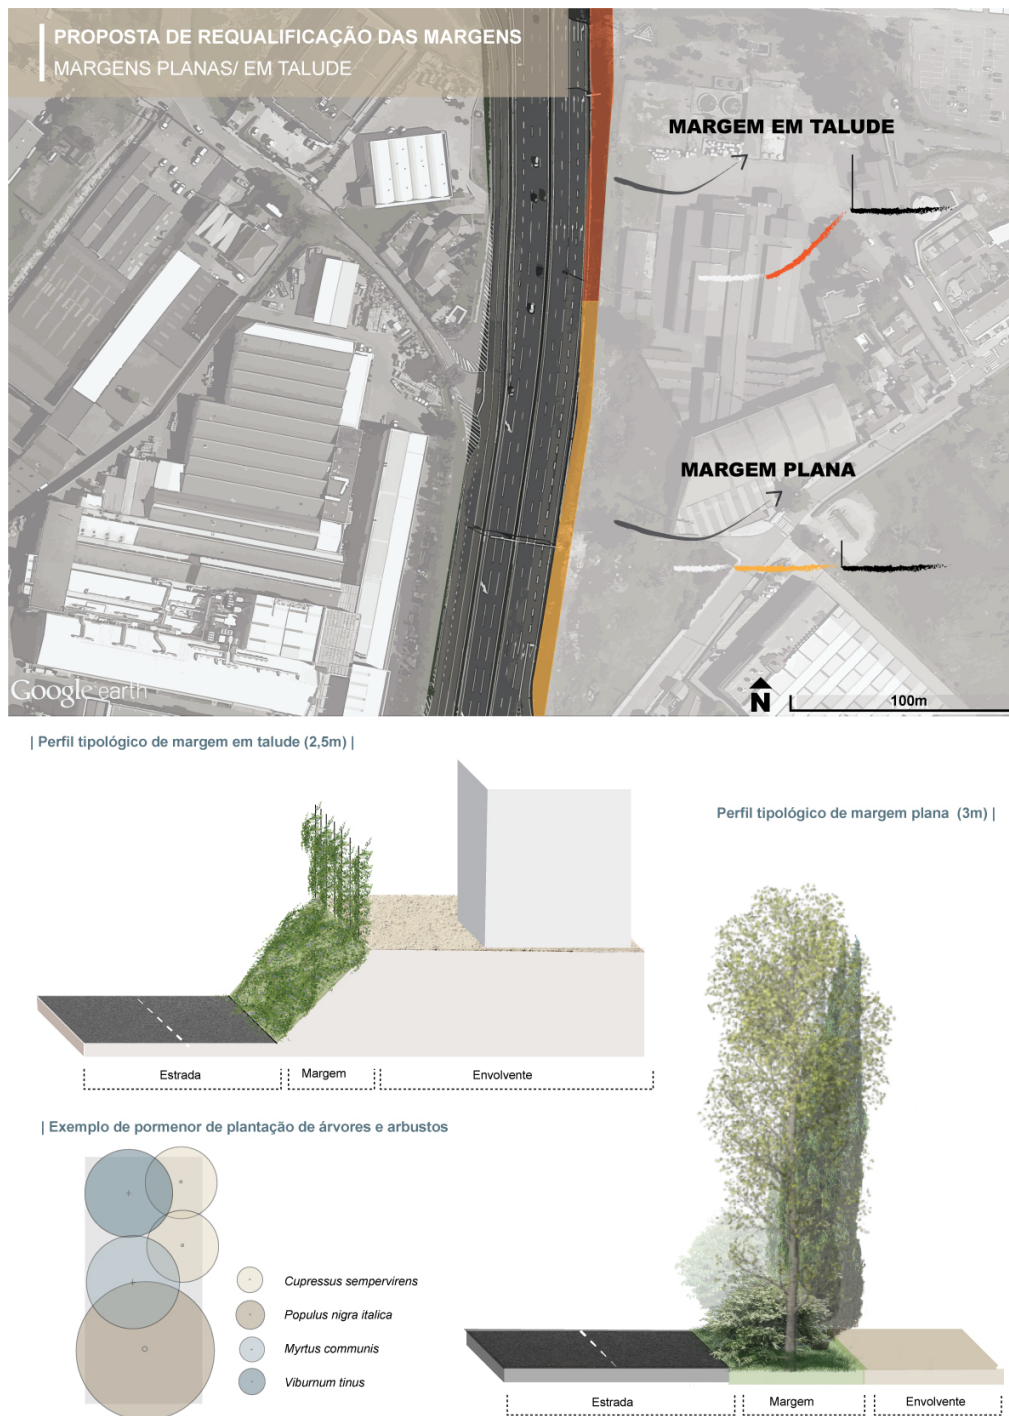 PROPOSTA DE REQUALIFICAÇÃO DAS MARGENS
MARGENS PLANAS/ EM TALUDE
MARGEM EM TALUDE
MARGEM PLANA
Google earth
N
100m
| Perfil tipológico de margem em talude (2,5m) |
Perfil tipológico de margem plana (3m) |
Estrada
Margem
Envolvente
| Exemplo de pormenor de plantação de árvores e arbustos
Cupressus sempervirens
Populus nigra italica
Myrtus communis
Viburnum tinus
Estrada
Margem
Envolvente